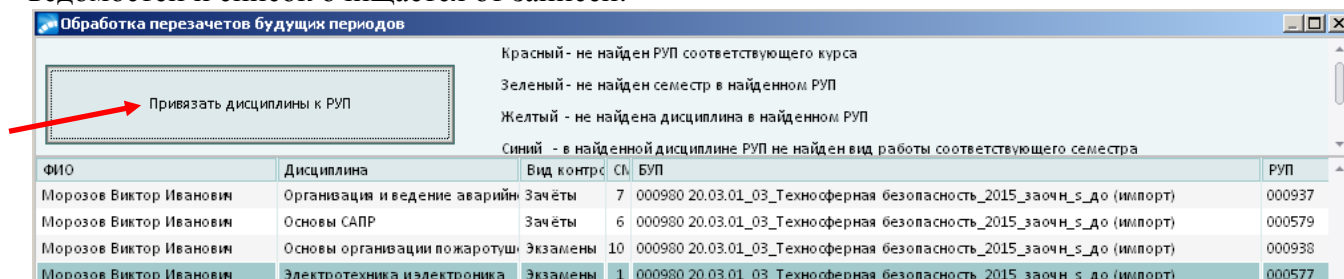 Обработка перезачетов будущих периодов
Красный - не найден РУП соответствующего курса
Зеленый - не найден семестр в найденном РУП
Привязать дисциплины к РУП
Желтый - не найдена дисциплина в найденном РУП
Синий - в найденной дисциплине РУП не найден вид работы соответствующего семестра
ФИО Дисциплина Вид контро СМ БУП РУП
Морозов Виктор Иванович Организация и ведение аварийн Зачёты 7 000980 20.03.01_03_Техносферная безопасность_2015_заочн_s_до (импорт) 000937
Морозов Виктор Иванович Основы САПР Зачёты 6 000980 20.03.01_03_Техносферная безопасность_2015_заочн_s_до (импорт) 000579
Морозов Виктор Иванович Основы организации пожаротуш Экзамены 10 000980 20.03.01_03_Техносферная безопасность_2015_заочн_s_до (импорт) 000938
Морозов Виктор Иванович Электротехника и электроника Экзамены 1 000980 20.03.01_03_Техносферная безопасность_2015_заочн_s_до (импорт) 000577